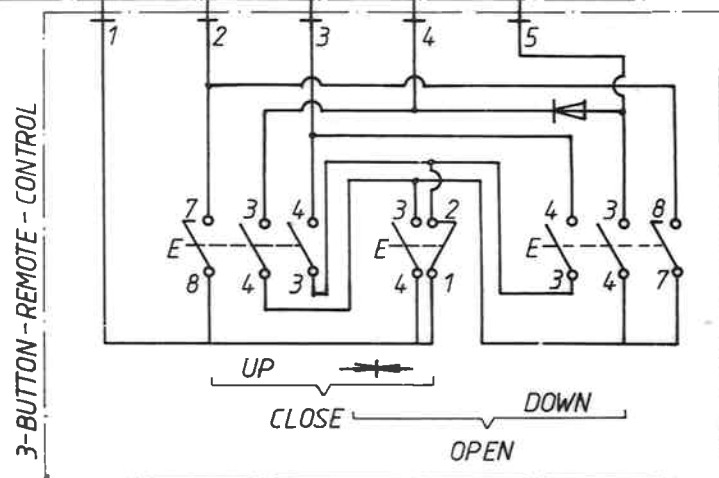 1 2 3 4 5
3-BUTTON-REMOTE-CONTROL
7 3 4 3 2 4 3 8
E E E
8 4 3 4 1 3 4 7
UP
CLOSE DOWN
OPEN